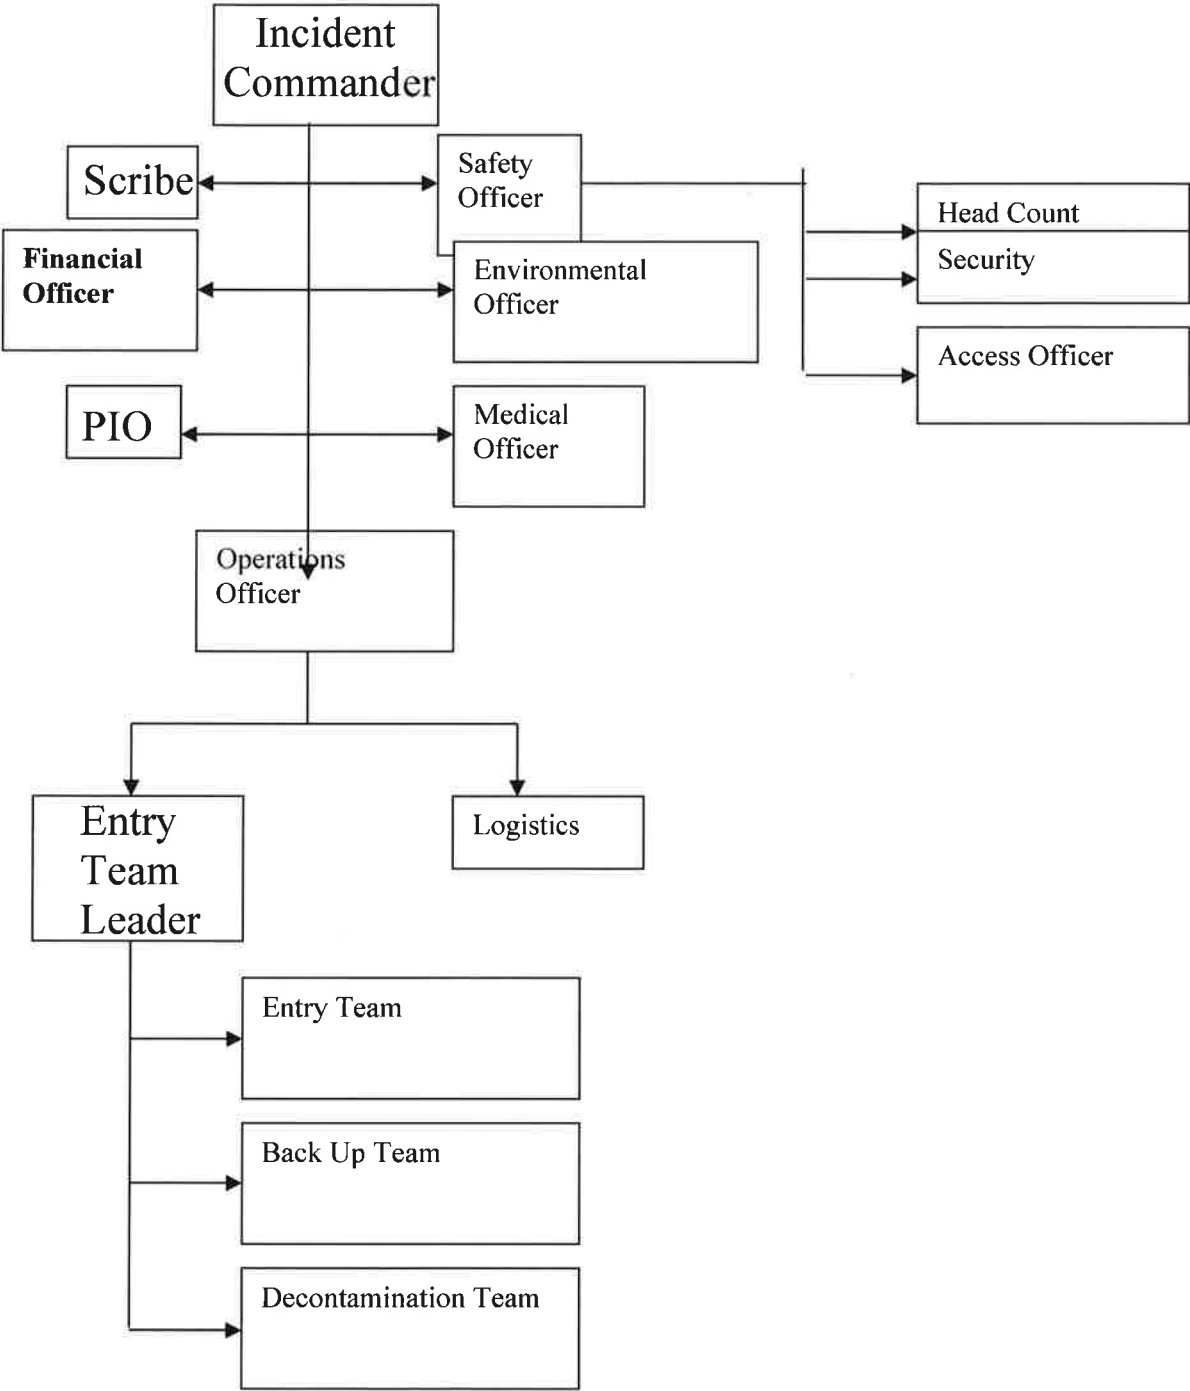 Incident
Commander
Scribe
Safety
Officer
Head Count
Security
Financial
Officer
Environmental
Officer
Access Officer
PIO
Medical
Officer
Operations
Officer
Entry
Team
Leader
Logistics
Entry Team
Back Up Team
Decontamination Team